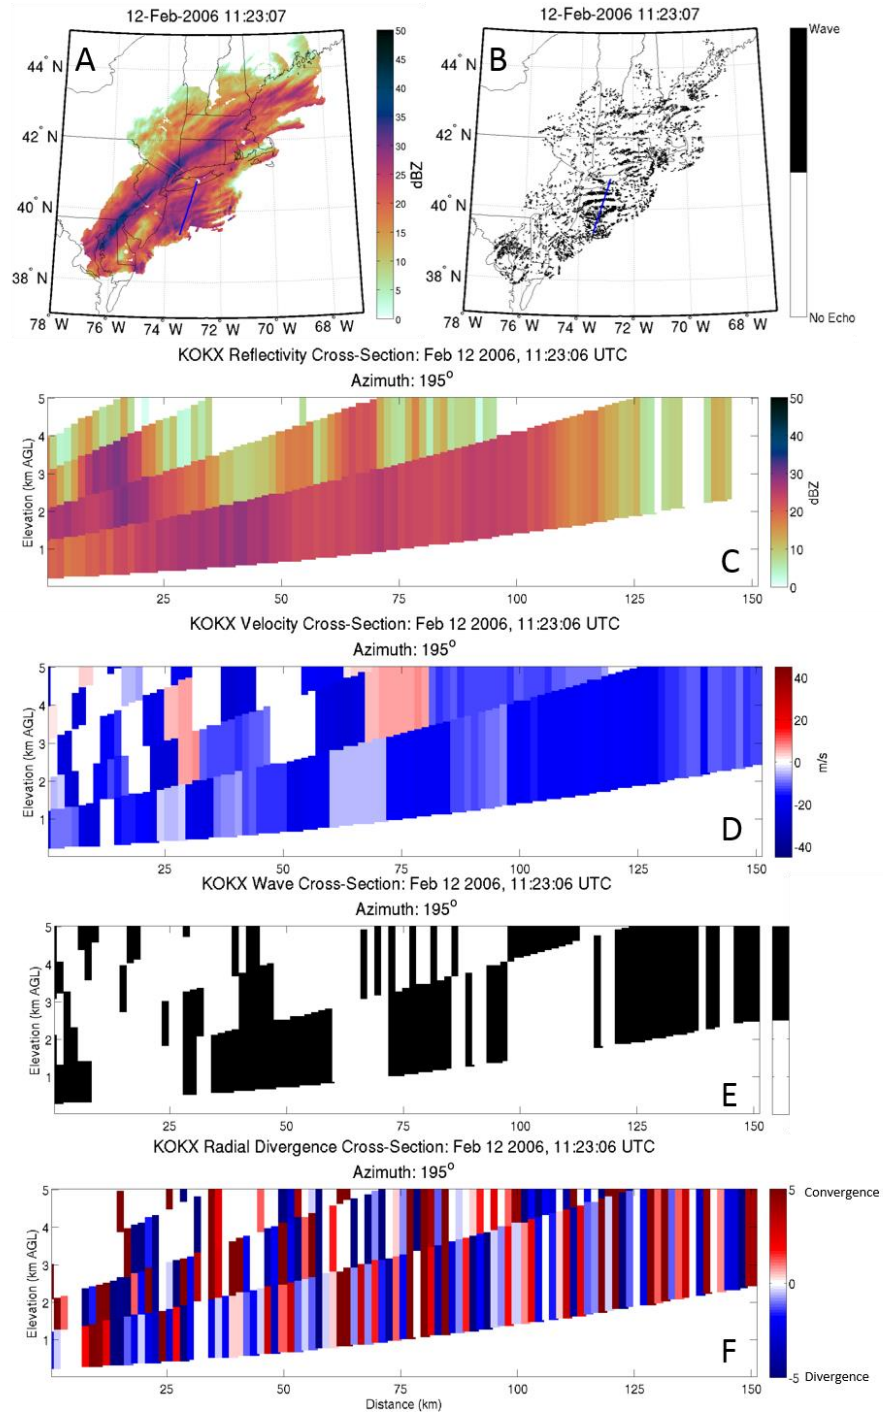 12-Feb-2006 11:23:07
A
44° N
42° N
40° N
38° N
78° W
76° W
74° W
72° W
70° W
68° W
50
45
40
35
30
25
20
15
10
5
0
dBZ
12-Feb-2006 11:23:07
B
44° N
42° N
40° N
38° N
78° W
76° W
74° W
72° W
70° W
68° W
Wave
No Echo
KOKX Reflectivity Cross-Section: Feb 12 2006, 11:23:06 UTC
Azimuth: 195°
Elevation (km AGL)
5
4
3
2
1
25
50
75
100
125
150
C
50
40
30
20
10
0
dBZ
KOKX Velocity Cross-Section: Feb 12 2006, 11:23:06 UTC
Azimuth: 195°
Elevation (km AGL)
5
4
3
2
1
25
50
75
100
125
150
D
40
20
0
-20
-40
m/s
KOKX Wave Cross-Section: Feb 12 2006, 11:23:06 UTC
Azimuth: 195°
Elevation (km AGL)
5
4
3
2
1
25
50
75
100
125
150
E
KOKX Radial Divergence Cross-Section: Feb 12 2006, 11:23:06 UTC
Azimuth: 195°
Elevation (km AGL)
5
4
3
2
1
25
50
75
100
125
150
Distance (km)
F
5
0
-5
Convergence
Divergence